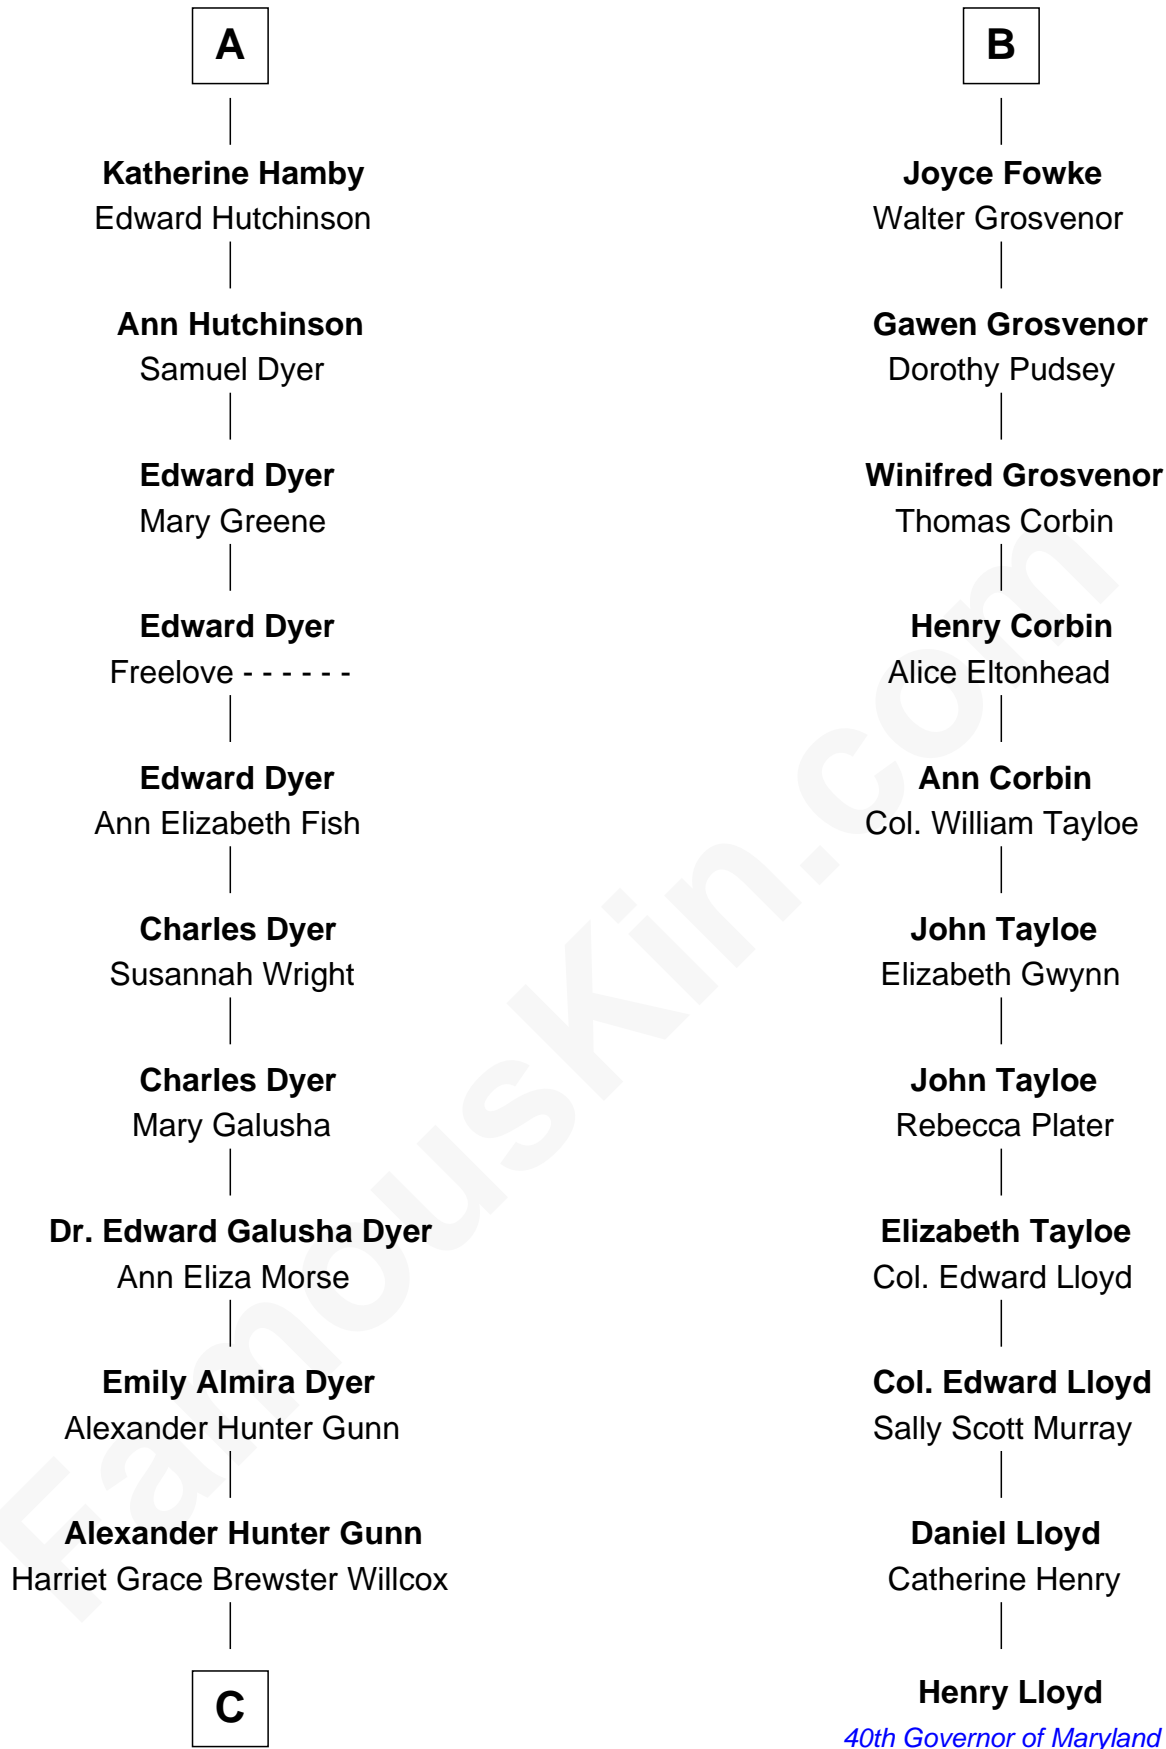 A
Katherine Hamby
Edward Hutchinson
Ann Hutchinson
Samuel Dyer
Edward Dyer
Mary Greene
Edward Dyer
Freelove - - - - - -
Edward Dyer
Ann Elizabeth Fish
Charles Dyer
Susannah Wright
Charles Dyer
Mary Galusha
Dr. Edward Galusha Dyer
Ann Eliza Morse
Emily Almira Dyer
Alexander Hunter Gunn
Alexander Hunter Gunn
Harriet Grace Brewster Willcox
C
B
Joyce Fowke
Walter Grosvenor
Gawen Grosvenor
Dorothy Pudsey
Winifred Grosvenor
Thomas Corbin
Henry Corbin
Alice Eltonhead
Ann Corbin
Col. William Tayloe
John Tayloe
Elizabeth Gwynn
John Tayloe
Rebecca Plater
Elizabeth Tayloe
Col. Edward Lloyd
Col. Edward Lloyd
Sally Scott Murray
Daniel Lloyd
Catherine Henry
Henry Lloyd
40th Governor of Maryland
FamousKin.com